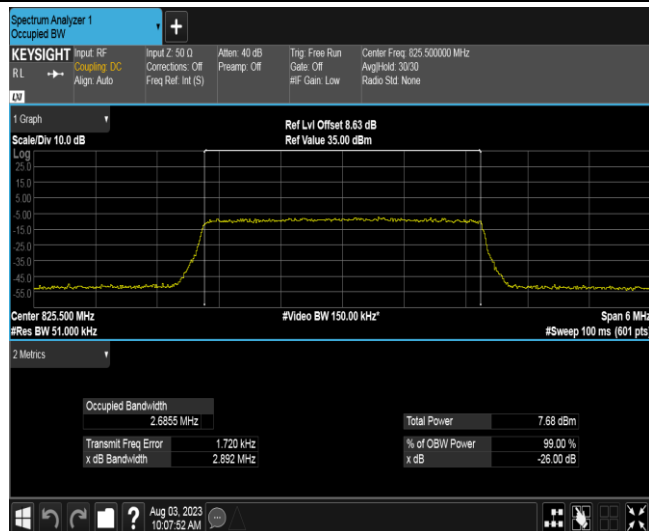 Spectrum Analyzer 1
Occupied BW
+
KEYSIGHT Input: RF Input Z: 50 Ω Atten: 40 dB Trig: Free Run Center Freq: 825.500000 MHz
RL Coupling: DC Corrections: Off Preamp: Off Gate: Off Avg|Hold: 30/30
Align: Auto Freq Ref: Int (S) #IF Gain: Low Radio Std: None
LXI
1 Graph Ref Lvl Offset 8.63 dB
Scale/Div 10.0 dB Ref Value 35.00 dBm
Log
25.0
15.0
5.00
-5.00
-15.0
-25.0
-35.0
-45.0
-55.0
Center 825.500 MHz #Video BW 150.00 kHz* Span 6 MHz
#Res BW 51.000 kHz #Sweep 100 ms (601 pts)
2 Metrics
Occupied Bandwidth
2.6855 MHz Total Power 7.68 dBm
Transmit Freq Error 1.720 kHz % of OBW Power 99.00 %
x dB Bandwidth 2.892 MHz x dB -26.00 dB
? Aug 03, 2023
10:07:52 AM